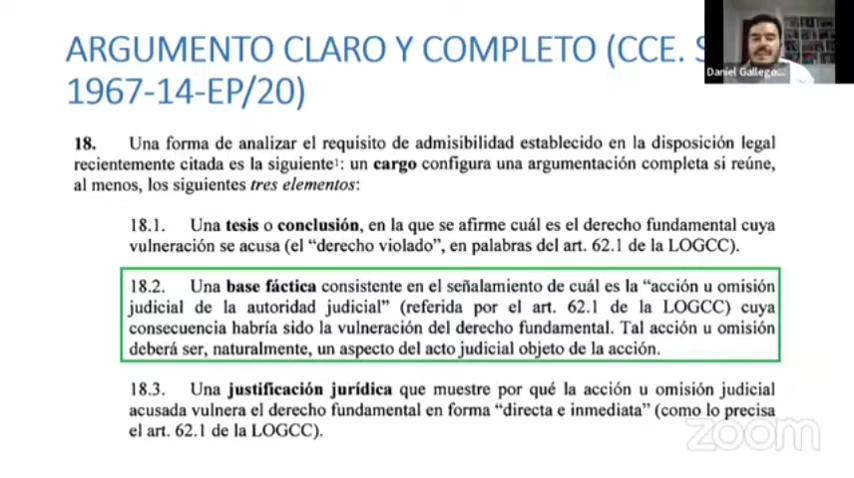 ARGUMENTO CLARO Y COMPLETO (CCE.
1967-14-EP/20)
Daniel Gallego...
18. Una forma de analizar el requisito de admisibilidad establecido en la disposición legal
recientemente citada es la siguiente¹: un cargo configura una argumentación completa si reúne,
al menos, los siguientes tres elementos:
18.1. Una tesis o conclusión, en la que se afirme cuál es el derecho fundamental cuya
vulneración se acusa (el “derecho violado”, en palabras del art. 62.1 de la LOGCC).
18.2. Una base fáctica consistente en el señalamiento de cuál es la “acción u omisión
judicial de la autoridad judicial” (referida por el art. 62.1 de la LOGCC) cuya
consecuencia habría sido la vulneración del derecho fundamental. Tal acción u omisión
deberá ser, naturalmente, un aspecto del acto judicial objeto de la acción.
18.3. Una justificación jurídica que muestre por qué la acción u omisión judicial
acusada vulnera el derecho fundamental en forma “directa e inmediata” (como lo precisa
el art. 62.1 de la LOGCC).
zoom